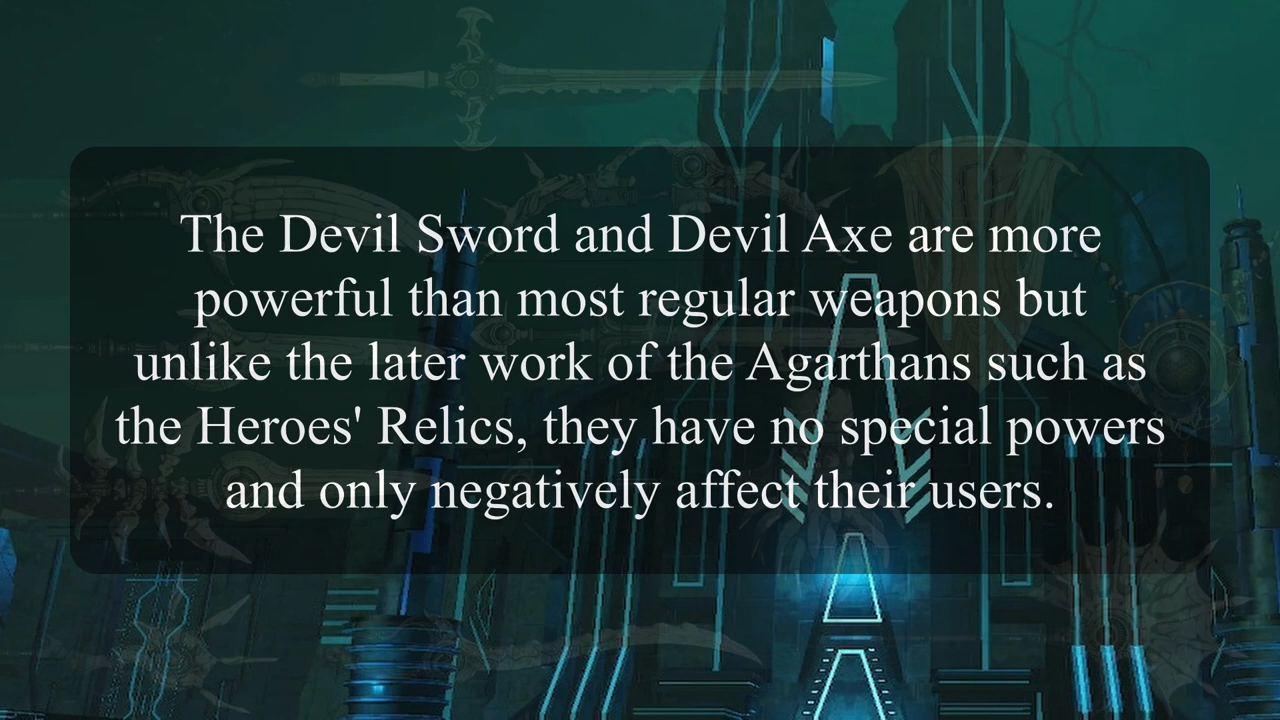 The Devil Sword and Devil Axe are more
powerful than most regular weapons but
unlike the later work of the Agarthans such as
the Heroes' Relics, they have no special powers
and only negatively affect their users.